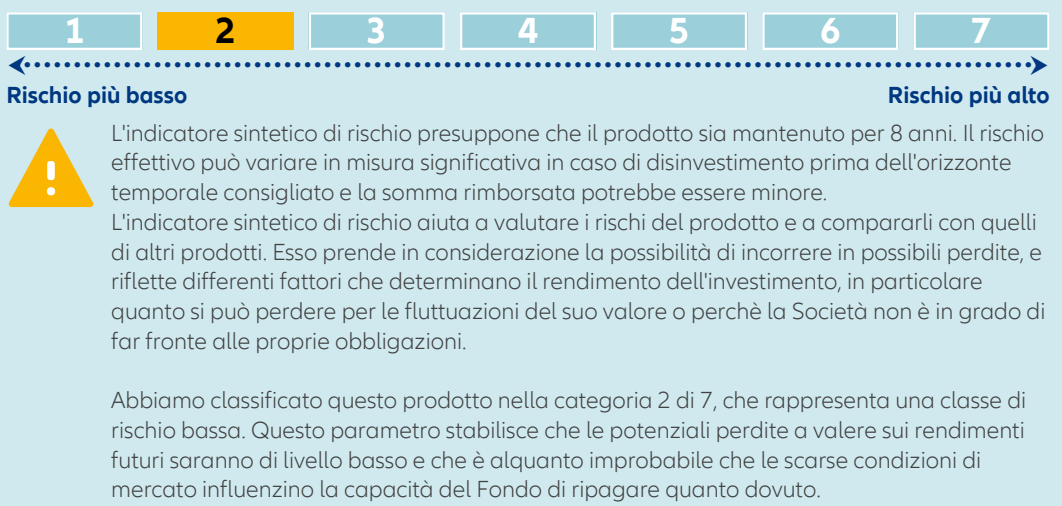 1 2 3 4 5 6 7
Rischio più basso Rischio più alto
L'indicatore sintetico di rischio presuppone che il prodotto sia mantenuto per 8 anni. Il rischio
effettivo può variare in misura significativa in caso di disinvestimento prima dell'orizzonte
temporale consigliato e la somma rimborsata potrebbe essere minore.
L'indicatore sintetico di rischio aiuta a valutare i rischi del prodotto e a compararli con quelli
di altri prodotti. Esso prende in considerazione la possibilità di incorrere in possibili perdite, e
riflette differenti fattori che determinano il rendimento dell'investimento, in particolare
quanto si può perdere per le fluttuazioni del suo valore o perchè la Società non è in grado di
far fronte alle proprie obbligazioni.
Abbiamo classificato questo prodotto nella categoria 2 di 7, che rappresenta una classe di
rischio bassa. Questo parametro stabilisce che le potenziali perdite a valere sui rendimenti
futuri saranno di livello basso e che è alquanto improbabile che le scarse condizioni di
mercato influenzino la capacità del Fondo di ripagare quanto dovuto.